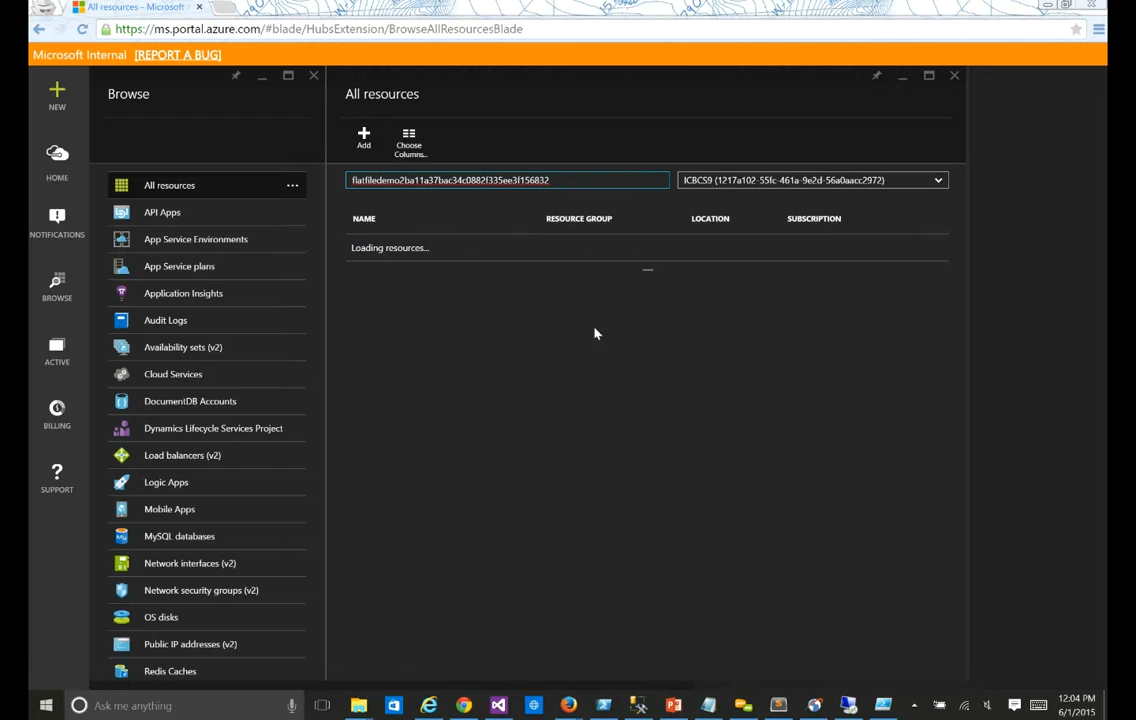 All resources - Microsoft
https://ms.portal.azure.com/#blade/HubsExtension/BrowseAllResourcesBlade
Microsoft Internal [REPORT A BUG]
NEW
HOME
NOTIFICATIONS
BROWSE
ACTIVE
BILLING
SUPPORT
Browse
All resources
API Apps
App Service Environments
App Service plans
Application Insights
Audit Logs
Availability sets (v2)
Cloud Services
DocumentDB Accounts
Dynamics Lifecycle Services Project
Load balancers (v2)
Logic Apps
Mobile Apps
MySQL databases
Network interfaces (v2)
Network security groups (v2)
OS disks
Public IP addresses (v2)
Redis Caches
All resources
Add
Choose
Columns...
flatfiledemo2ba11a37bac34c0882f335ee3f156832
ICBCS9 (1217a102-55fc-461a-9e2d-56a0aacc2972)
NAME RESOURCE GROUP LOCATION SUBSCRIPTION
Loading resources...
Ask me anything
12:04 PM
6/1/2015